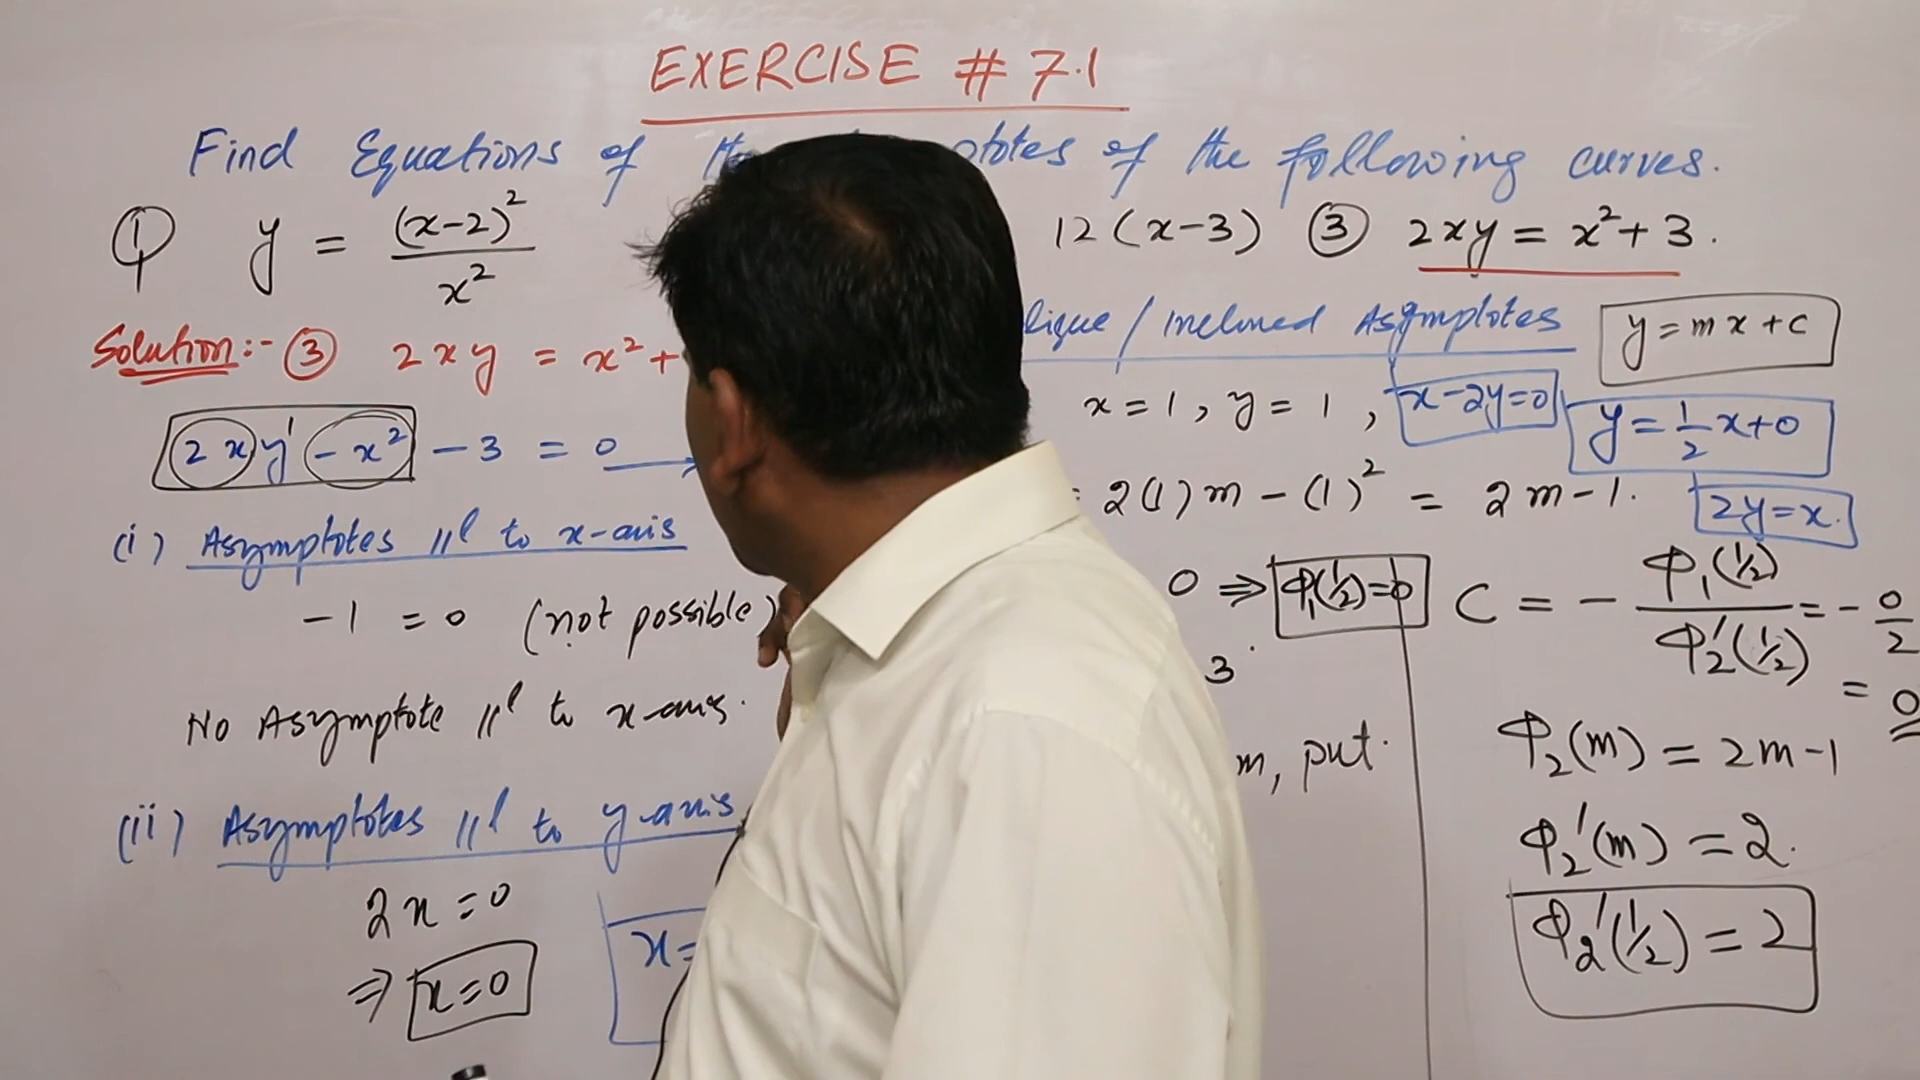 EXERCISE # 7.1
Find Equations of the ptotes of the following curves.
① y = (x-2)² / x²
12 (x-3) ③ 2xy = x² + 3.
Solution:- ③ 2xy = x² +
2xy - x² - 3 = 0 →
(i) Asymptotes ||ˡ to x-axis
-1 = 0 (not possible)
No Asymptote ||ˡ to x-axis.
(ii) Asymptotes ||ˡ to y-axis
2x = 0
⇒ x=0
x=
lique / Inclined Asymptotes
y = mx + c
x = 1, y = 1, x-2y=0
y = 1/2 x + 0
= 2(1)m - (1)² = 2m-1.
2y = x.
0 ⇒ φ₁(1/2)=0
3
m, put.
C = - φ₁(1/2) / φ₂'(1/2) = - 0/2
= 0
φ₂(m) = 2m-1
φ₂'(m) = 2.
φ₂'(1/2) = 2